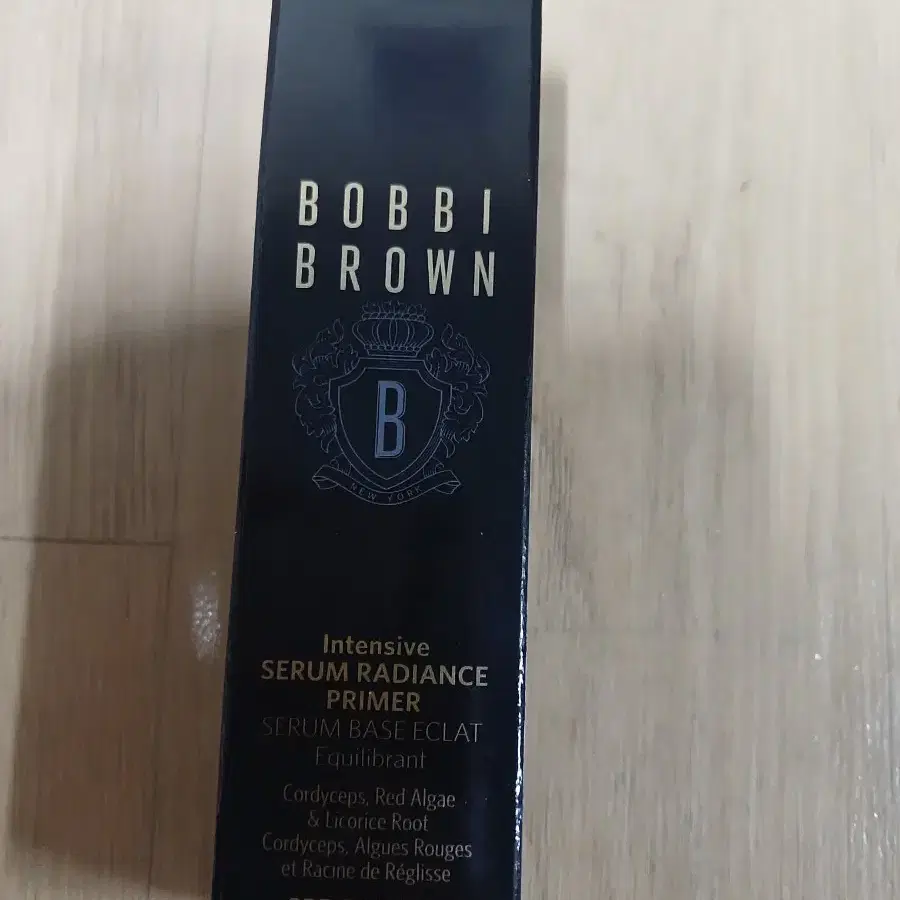 BOBBI
BROWN
B
NEW YORK
Intensive
SERUM RADIANCE
PRIMER
SERUM BASE ECLAT
Equilibrant
Cordyceps, Red Algae
& Licorice Root
Cordyceps, Algues Rouges
et Racine de Réglisse